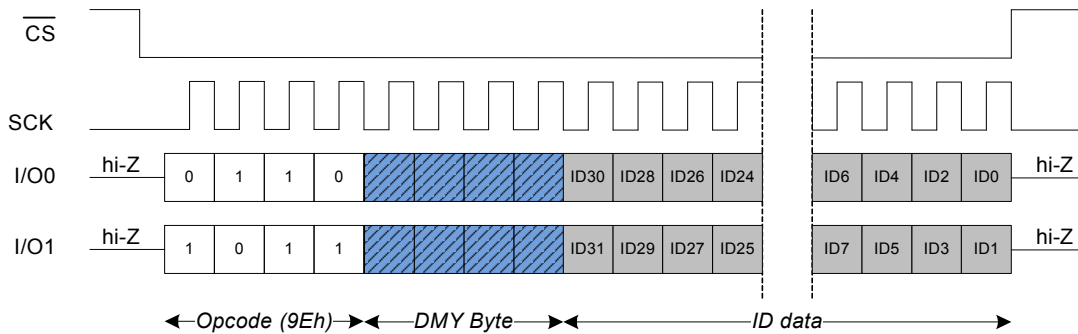 CS
SCK
hi-Z
I/O0
0 1 1 0
ID30 ID28 ID26 ID24
ID6 ID4 ID2 ID0
hi-Z
hi-Z
I/O1
1 0 1 1
ID31 ID29 ID27 ID25
ID7 ID5 ID3 ID1
hi-Z
Opcode (9Eh) DMY Byte ID data